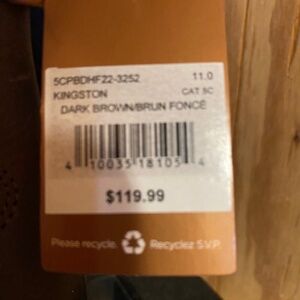 5CPBDHF22-3252 11.0
KINGSTON CAT 5C
DARK BROWN/BRUN FONCÉ
4 10035 18105 4
$119.99
Please recycle. Recyclez S.V.P.